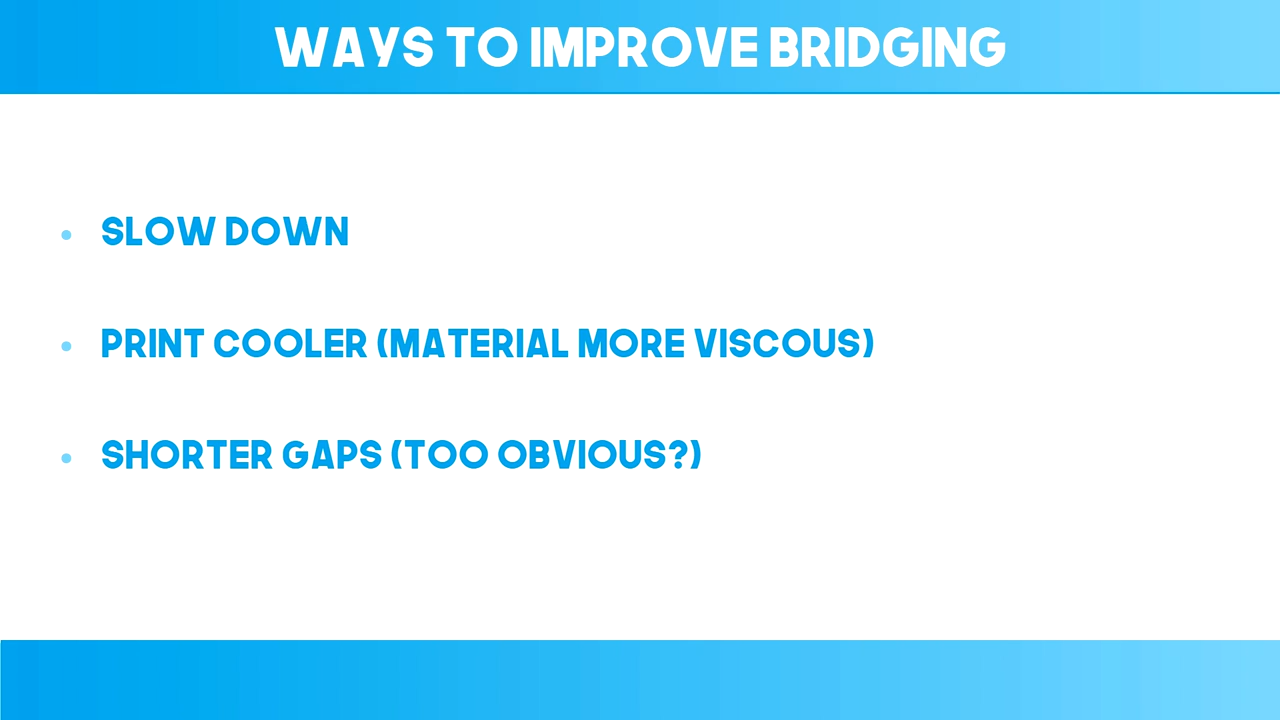 WAYS TO IMPROVE BRIDGING
• SLOW DOWN
• PRINT COOLER (MATERIAL MORE VISCOUS)
• SHORTER GAPS (TOO OBVIOUS?)